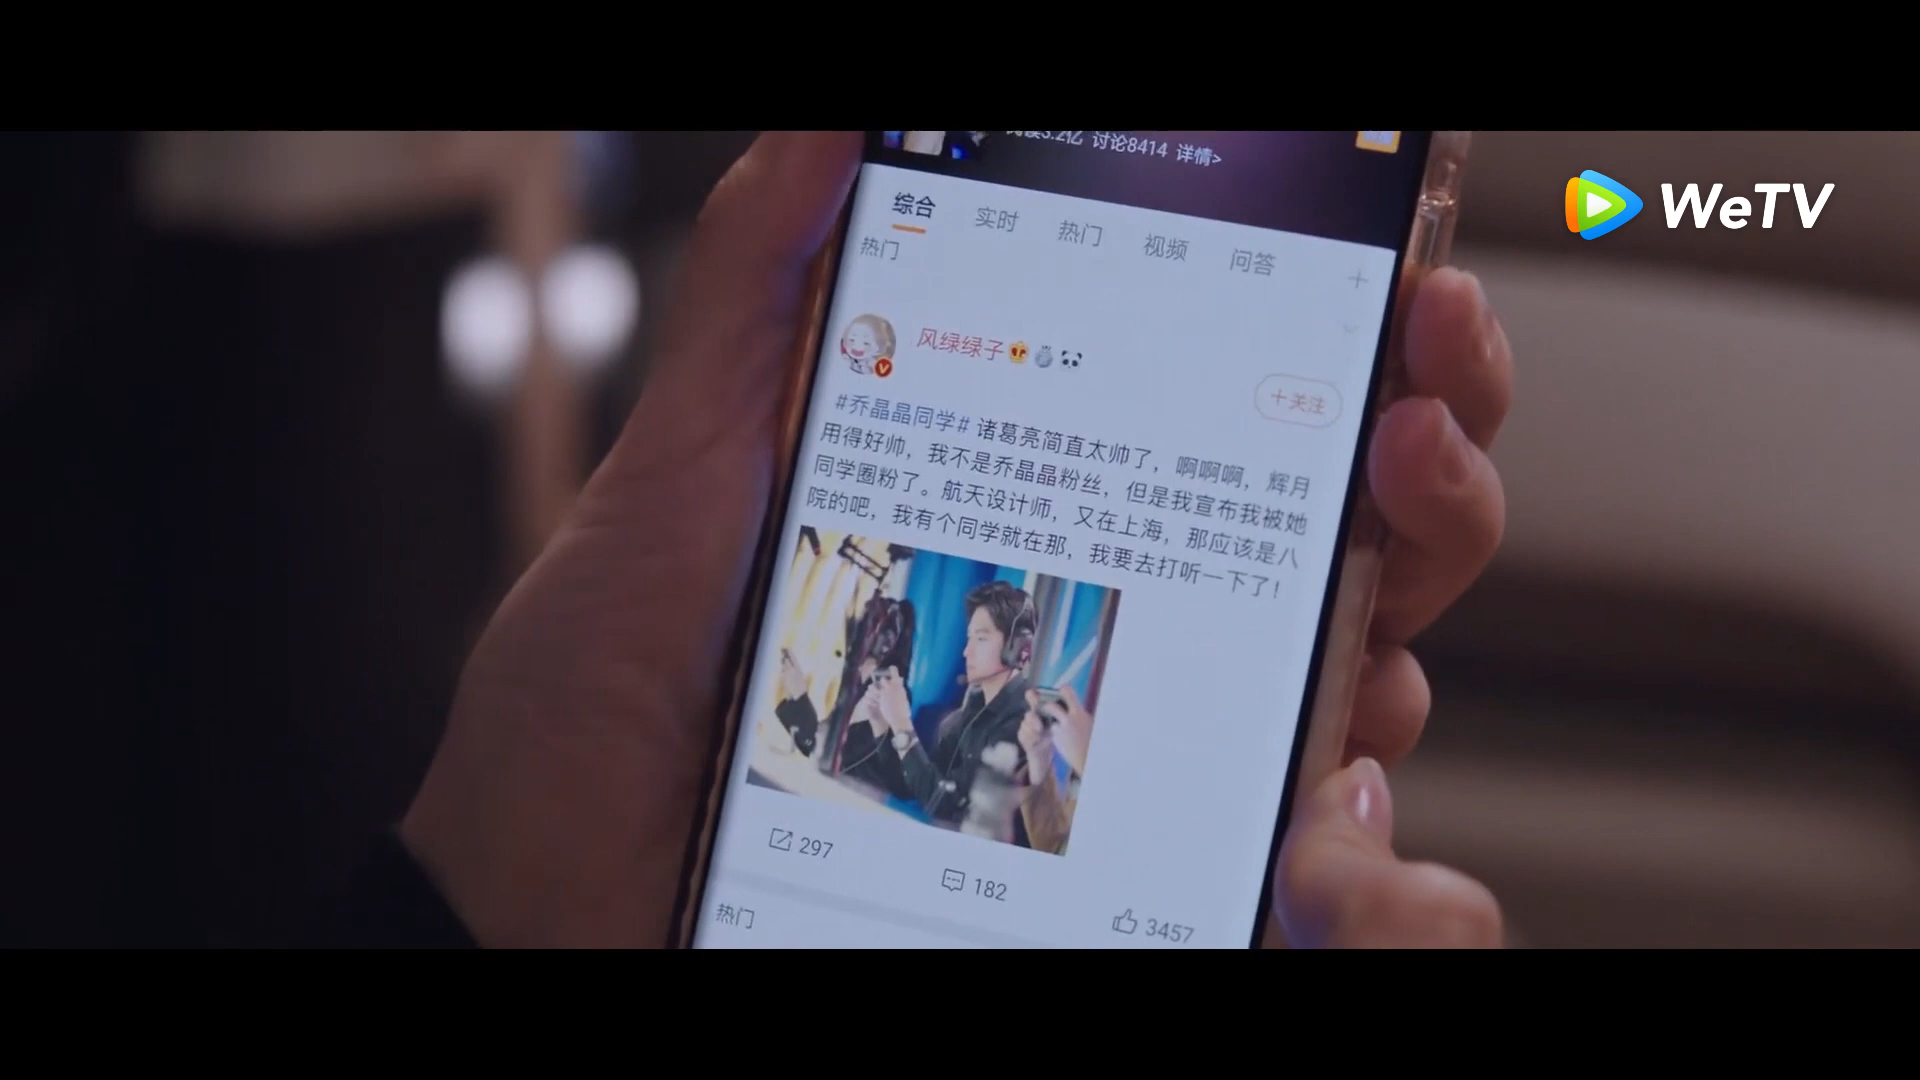 3.2亿 讨论8414 详情>
WeTV
综合 实时 热门 视频 问答
热门
风绿绿子
+关注
#乔晶晶同学# 诸葛亮简直太帅了，啊啊啊，辉月
用得好帅，我不是乔晶晶粉丝，但是我宣布我被她
同学圈粉了。航天设计师，又在上海，那应该是八
院的吧，我有个同学就在那，我要去打听一下了！
297
182
3457
热门